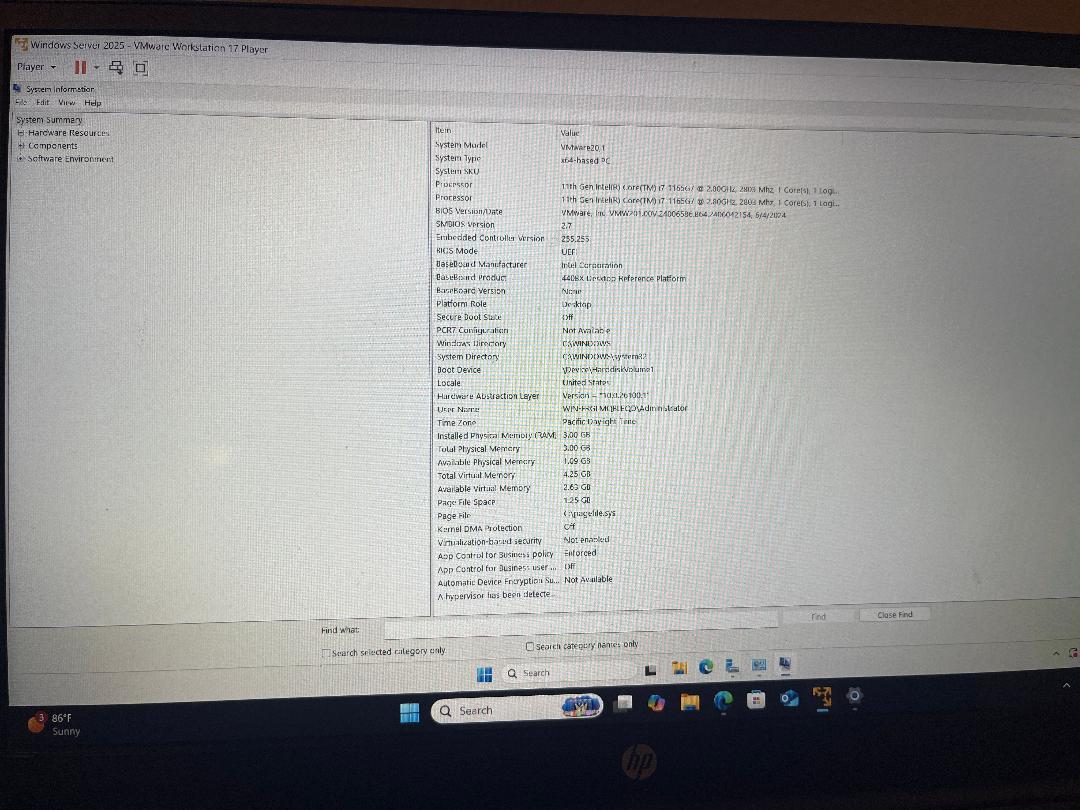 Windows Server 2025 - VMware Workstation 17 Player
Player
System Information
File Edit View Help
System Summary
Hardware Resources
Components
Software Environment
Item Value
System Model VMware20,1
System Type x64-based PC
System SKU
Processor 11th Gen Intel(R) Core(TM) i7-1165G7 @ 2.80GHz, 2803 Mhz, 1 Core(s), 1 Logi...
Processor 11th Gen Intel(R) Core(TM) i7-1165G7 @ 2.80GHz, 2803 Mhz, 1 Core(s), 1 Logi...
BIOS Version/Date VMware, Inc. VMW201.00V.24006586.B64.2406042154, 6/4/2024
SMBIOS Version 2.7
Embedded Controller Version 255.255
BIOS Mode UEFI
BaseBoard Manufacturer Intel Corporation
BaseBoard Product 440BX Desktop Reference Platform
BaseBoard Version None
Platform Role Desktop
Secure Boot State Off
PCR7 Configuration Not Available
Windows Directory C:\WINDOWS
System Directory C:\WINDOWS\system32
Boot Device \Device\HarddiskVolume1
Locale United States
Hardware Abstraction Layer Version = "10.0.26100.1"
User Name
Time Zone Pacific Daylight Time
Installed Physical Memory (RAM) 3.00 GB
Total Physical Memory 3.00 GB
Available Physical Memory 1.09 GB
Total Virtual Memory 4.25 GB
Available Virtual Memory 2.63 GB
Page File Space 1.25 GB
Page File C:\pagefile.sys
Kernel DMA Protection Off
Virtualization-based security Not enabled
App Control for Business policy Enforced
App Control for Business user ... Off
Automatic Device Encryption Su... Not Available
A hypervisor has been detecte...
Find what: Find Close Find
Search selected category only Search category names only
Search
3 86°F
Sunny
Search
hp